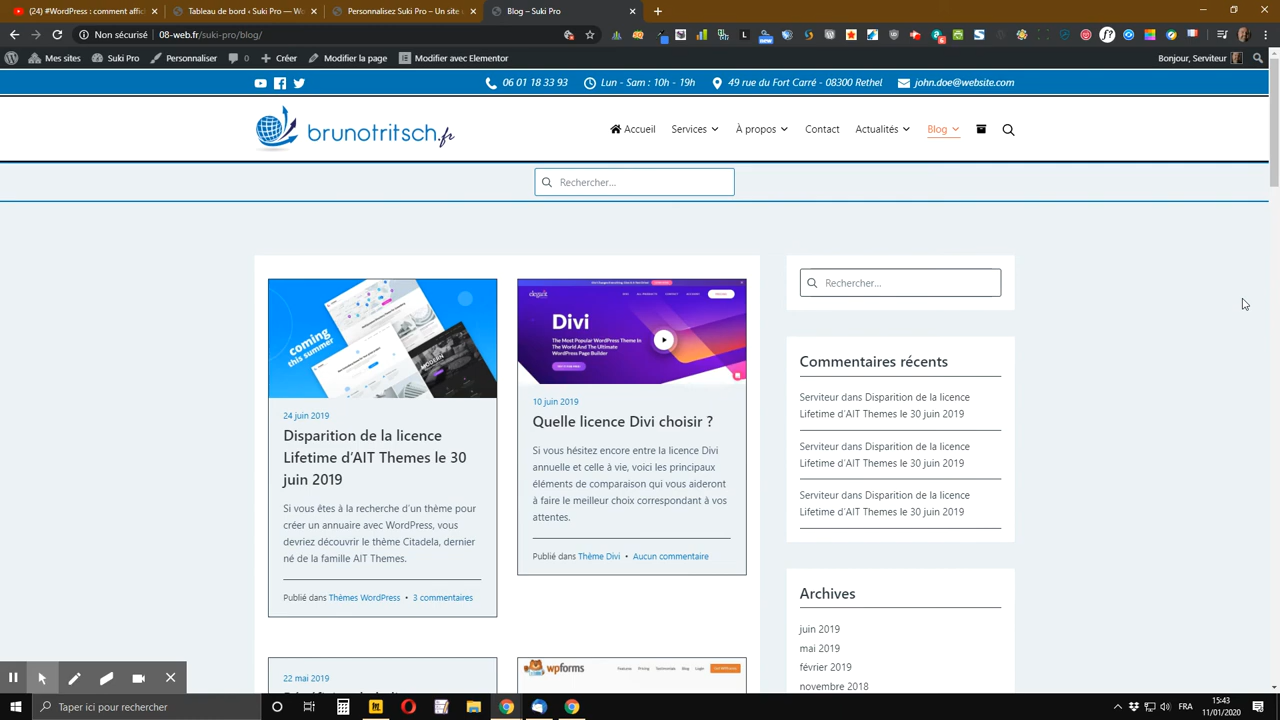 (24) #WordPress : comment affi
Tableau de bord ‹ Suki Pro — W
Personnaliser : Suki Pro.fr
Blog – Suki Pro
Non sécurisé
08-web.fr/suki-pro/blog/
Mes sites
Suki Pro
Personnaliser
0
Créer
Modifier la page
Modifier avec Elementor
Bonjour, Serviteur
06 01 18 33 93
Lun - Sam : 10h - 19h
49 rue du Fort Carré - 08300 Rethel
john.doe@website.com
brunotritsch.fr
Accueil
Services
À propos
Contact
Actualités
Blog
Rechercher…
Rechercher…
coming
this summer
MODERN
24 juin 2019
Disparition de la licence
Lifetime d'AIT Themes le 30
juin 2019
Si vous êtes à la recherche d'un thème pour
créer un annuaire avec WordPress, vous
devriez découvrir le thème Citadela, dernier
né de la famille AIT Themes.
Publié dans Thèmes WordPress • 3 commentaires
elegant
Divi
The Most Popular WordPress Theme
In The World And The Ultimate
WordPress Page Builder
10 juin 2019
Quelle licence Divi choisir ?
Si vous hésitez encore entre la licence Divi
annuelle et celle à vie, voici les principaux
éléments de comparaison qui vous aideront
à faire le meilleur choix correspondant à vos
attentes.
Publié dans Thème Divi • Aucun commentaire
Commentaires récents
Serviteur dans Disparition de la licence
Lifetime d'AIT Themes le 30 juin 2019
Serviteur dans Disparition de la licence
Lifetime d'AIT Themes le 30 juin 2019
Serviteur dans Disparition de la licence
Lifetime d'AIT Themes le 30 juin 2019
Archives
juin 2019
mai 2019
février 2019
novembre 2018
22 mai 2019
wpforms
Features
Pricing
Testimonials
Blog
Login
Taper ici pour rechercher
FRA
15:43
11/01/2020